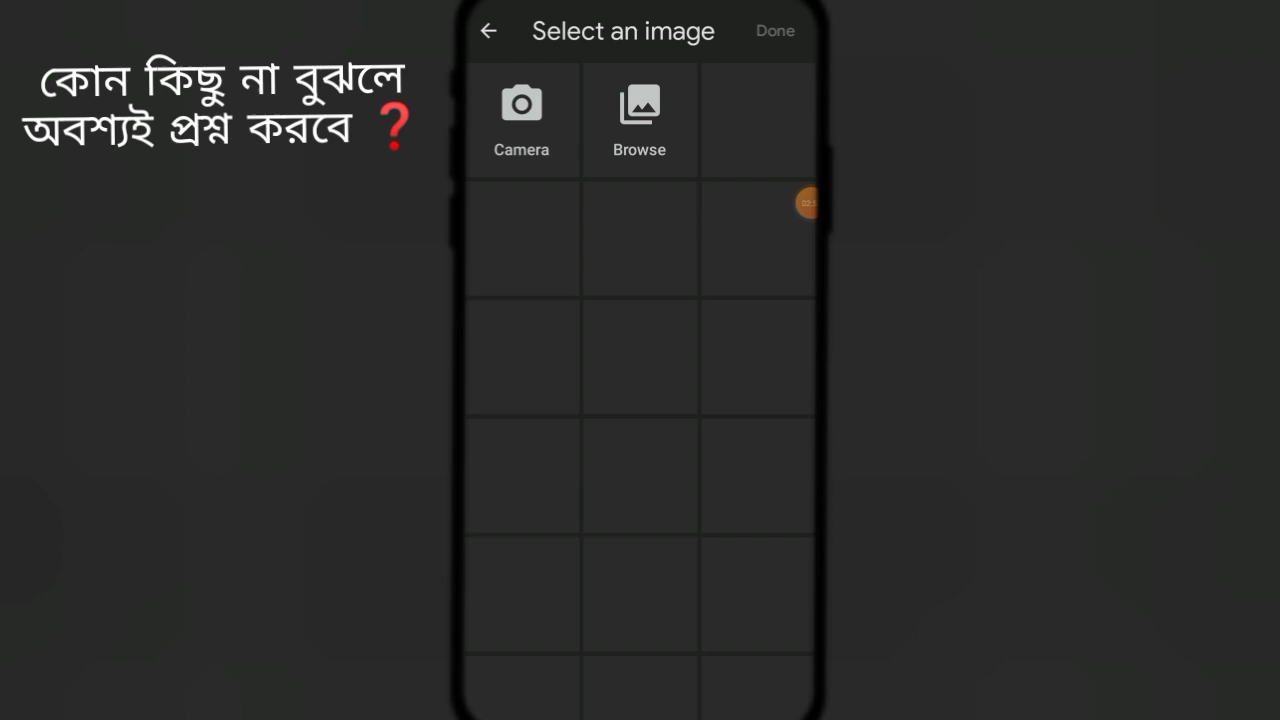 কোন কিছু না বুঝলে
অবশ্যই প্রশ্ন করবে ❓
Select an image
Done
Camera
Browse